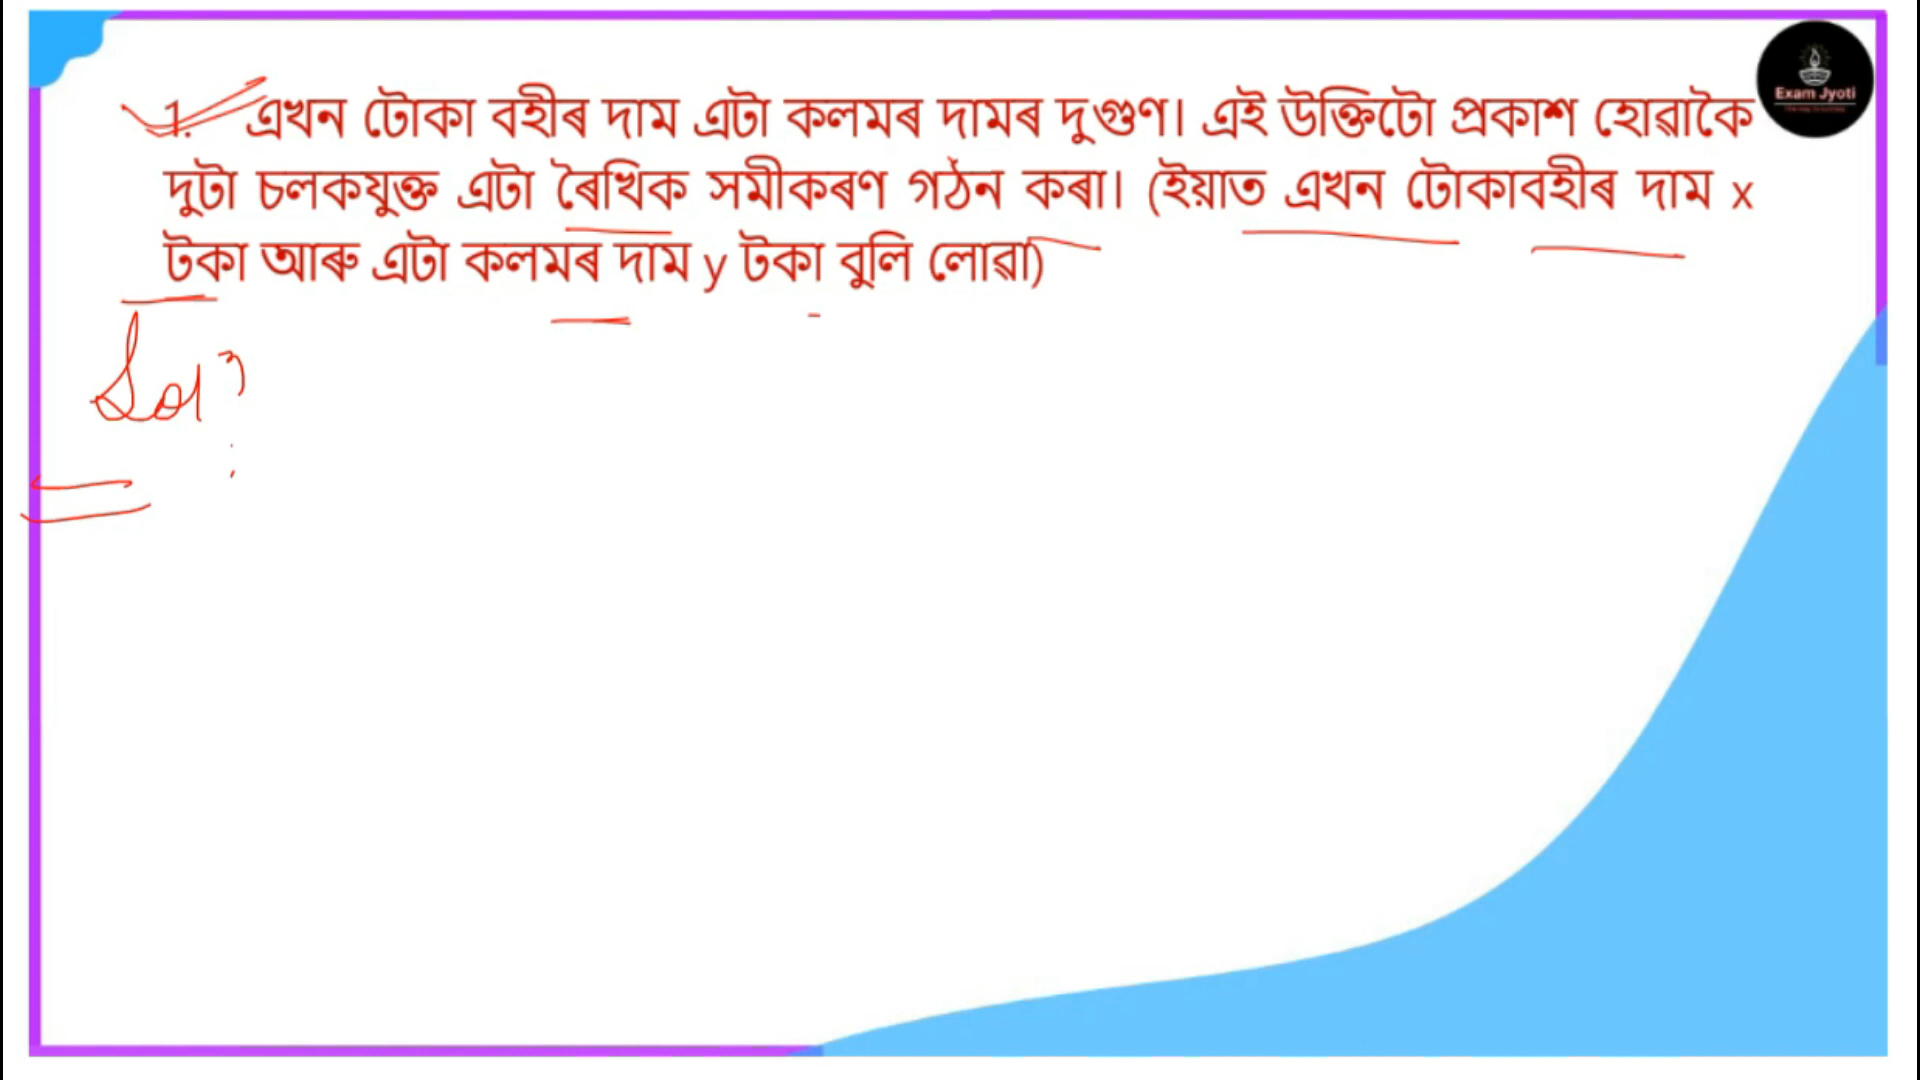 1. এখন টোকা বহীৰ দাম এটা কলমৰ দামৰ দুগুণ। এই উক্তিটো প্ৰকাশ হোৱাকৈ
দুটা চলকযুক্ত এটা ৰৈখিক সমীকৰণ গঠন কৰা। (ইয়াত এখন টোকাবহীৰ দাম x
টকা আৰু এটা কলমৰ দাম y টকা বুলি লোৱা)
Exam Jyoti
Sol